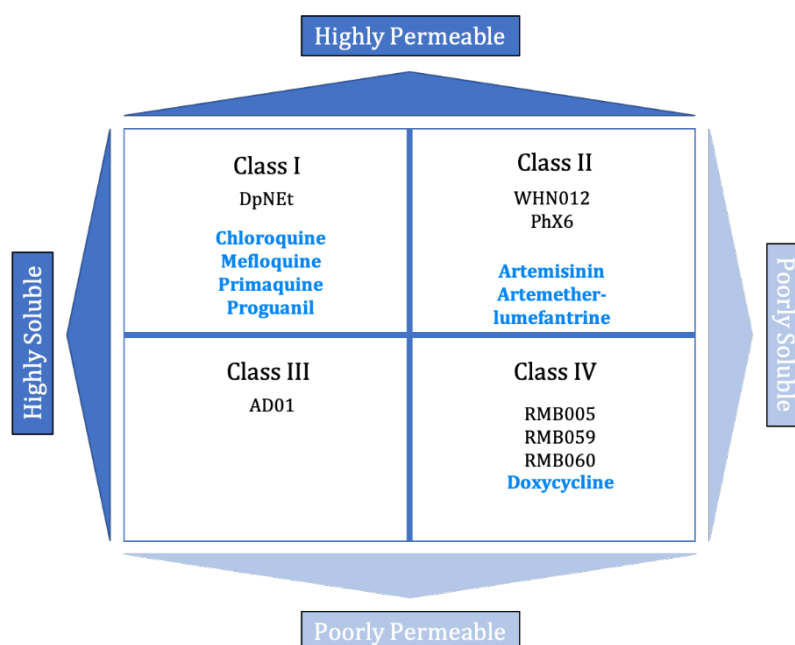 Highly Permeable
Class I
DpNEt
Chloroquine
Mefloquine
Primaquine
Proguanil
Class II
WHN012
PhX6
Artemisinin
Artemether-
lumefantrine
Highly Soluble
Poorly Soluble
Class III
AD01
Class IV
RMB005
RMB059
RMB060
Doxycycline
Poorly Permeable